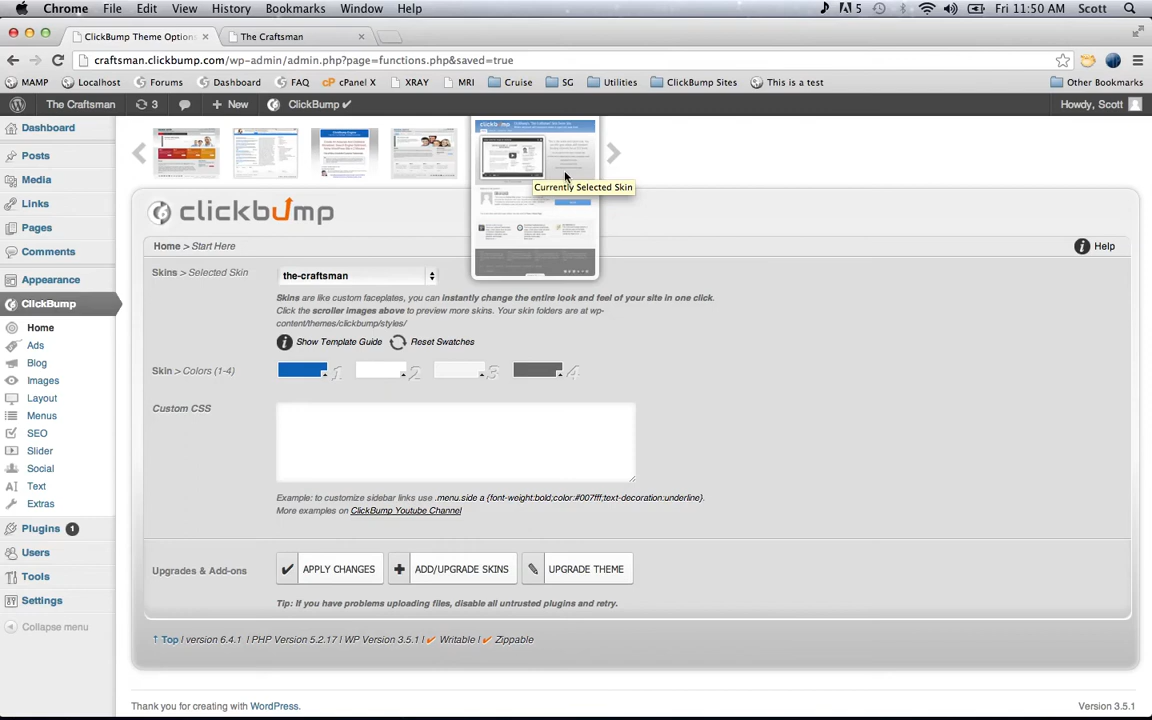 Chrome File Edit View History Bookmarks Window Help 5 Fri 11:50 AM Scott
ClickBump Theme Option × The Craftsman ×
craftsman.clickbump.com/wp-admin/admin.php?page=functions.php&saved=true
MAMP Localhost Forums Dashboard FAQ cP cPanel X XRAY MRI Cruise SG Utilities ClickBump Sites This is a test Other Bookmarks
The Craftsman 3 + New ClickBump ✔ Howdy, Scott
Dashboard
Posts
Media
Links
Pages
Comments
Appearance
ClickBump
Home
Ads
Blog
Images
Layout
Menus
SEO
Slider
Social
Text
Extras
Plugins 1
Users
Tools
Settings
Collapse menu
Currently Selected Skin
clickbump
Home > Start Here
Help
Skins > Selected Skin
the-craftsman
Skins are like custom faceplates, you can instantly change the entire look and feel of your site in one click.
Click the scroller images above to preview more skins. Your skin folders are at wp-
content/themes/clickbump/styles/
Show Template Guide Reset Swatches
Skin > Colors (1-4)
1 2 3 4
Custom CSS
Example: to customize sidebar links use .menu.side a {font-weight:bold,color:#007fff,text-decoration:underline}.
More examples on ClickBump Youtube Channel
Upgrades & Add-ons
✔ APPLY CHANGES + ADD/UPGRADE SKINS ✎ UPGRADE THEME
Tip: If you have problems uploading files, disable all untrusted plugins and retry.
↑ Top | version 6.4.1 | PHP Version 5.2.17 | WP Version 3.5.1 ✔ Writable ✔ Zippable
Thank you for creating with WordPress.
Version 3.5.1